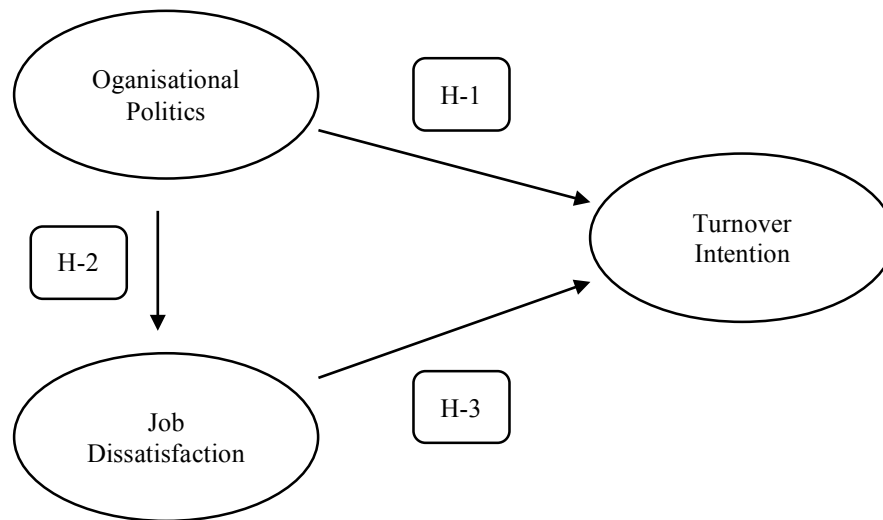 Oganisational
Politics
H-1
Turnover
Intention
H-2
H-3
Job
Dissatisfaction